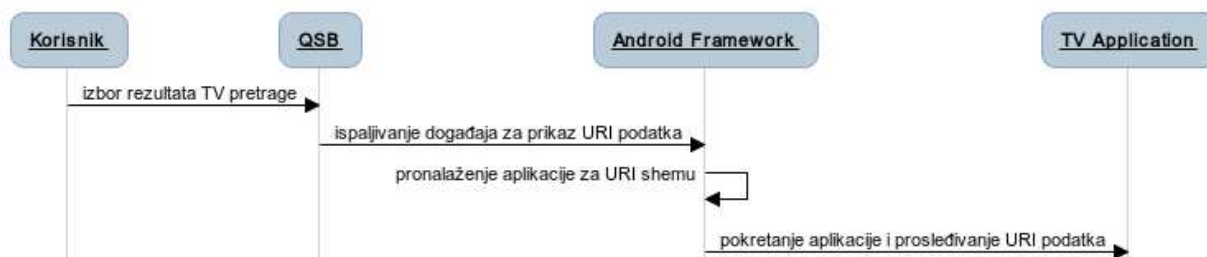 Korisnik
QSB
Android Framework
TV Application
izbor rezultata TV pretrage
ispaljivanje događaja za prikaz URI podatka
pronalaženje aplikacije za URI shemu
pokretanje aplikacije i prosleđivanje URI podatka